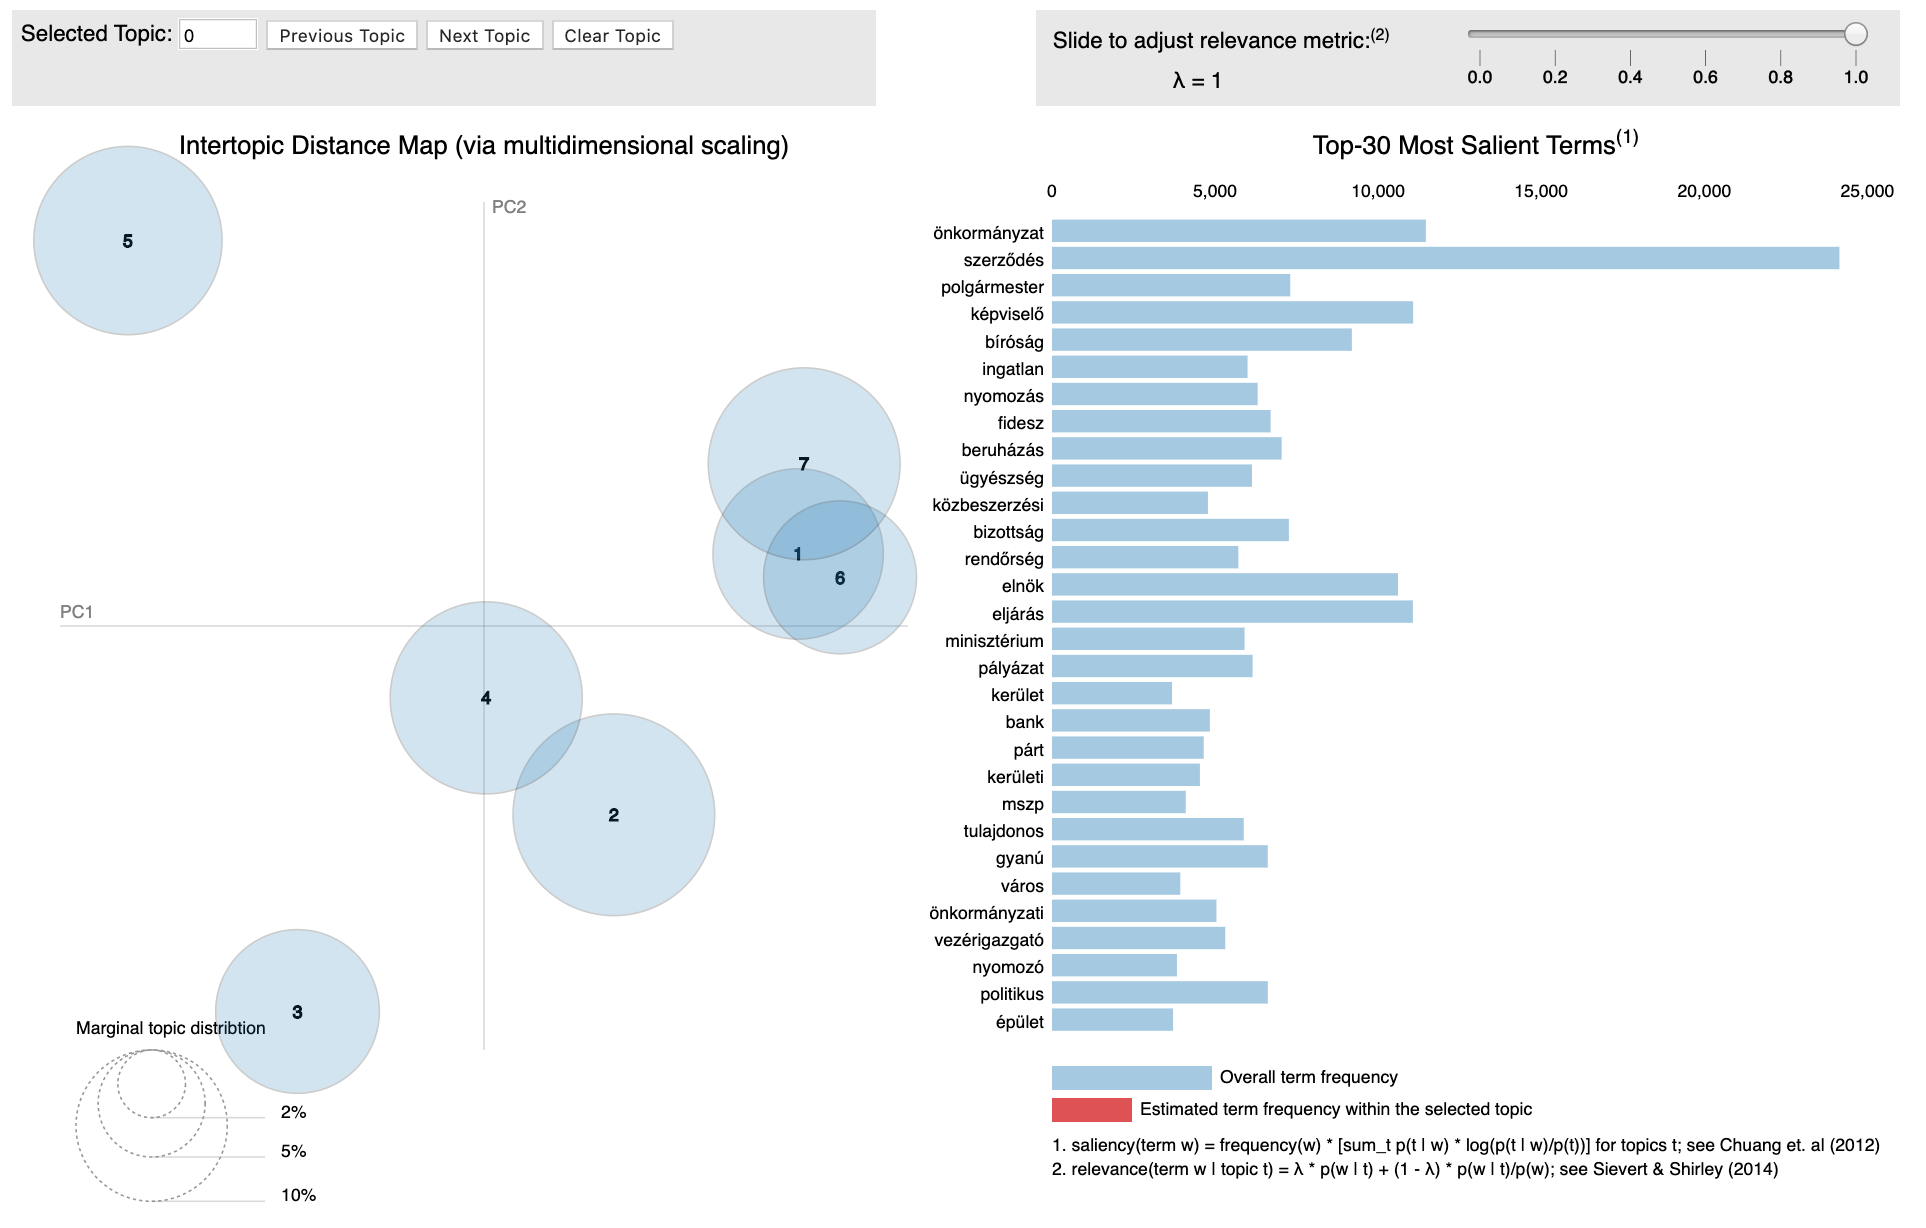 Selected Topic: 0 Previous Topic Next Topic Clear Topic
Slide to adjust relevance metric:(2)
λ = 1
0.0 0.2 0.4 0.6 0.8 1.0
Intertopic Distance Map (via multidimensional scaling)
PC2
PC1
5
7
1
6
4
2
3
Marginal topic distribtion
2%
5%
10%
Top-30 Most Salient Terms(1)
0 5,000 10,000 15,000 20,000 25,000
önkormányzat
szerződés
polgármester
képviselő
bíróság
ingatlan
nyomozás
fidesz
beruházás
ügyészség
közbeszerzési
bizottság
rendőrség
elnök
eljárás
minisztérium
pályázat
kerület
bank
párt
kerületi
mszp
tulajdonos
gyanú
város
önkormányzati
vezérigazgató
nyomozó
politikus
épület
Overall term frequency
Estimated term frequency within the selected topic
1. saliency(term w) = frequency(w) * [sum_t p(t | w) * log(p(t | w)/p(t))] for topics t; see Chuang et. al (2012)
2. relevance(term w | topic t) = λ * p(w | t) + (1 - λ) * p(w | t)/p(w); see Sievert & Shirley (2014)